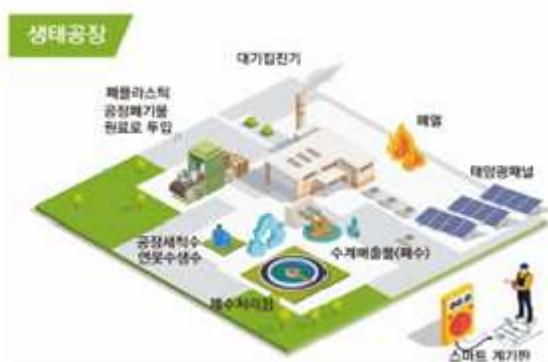 생태공장
대기집진기
폐플라스틱
공장폐기물
원료로 투입
폐열
태양광패널
공정세척수
연못수생수
수계배출물(폐수)
폐수처리장
스마트 계기판